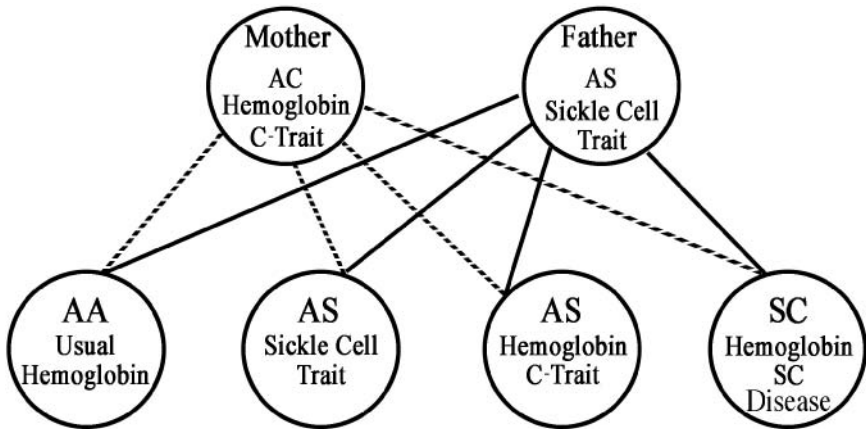 Mother
AC
Hemoglobin
C-Trait
Father
AS
Sickle Cell
Trait
AA
Usual
Hemoglobin
AS
Sickle Cell
Trait
AS
Hemoglobin
C-Trait
SC
Hemoglobin
SC
Disease